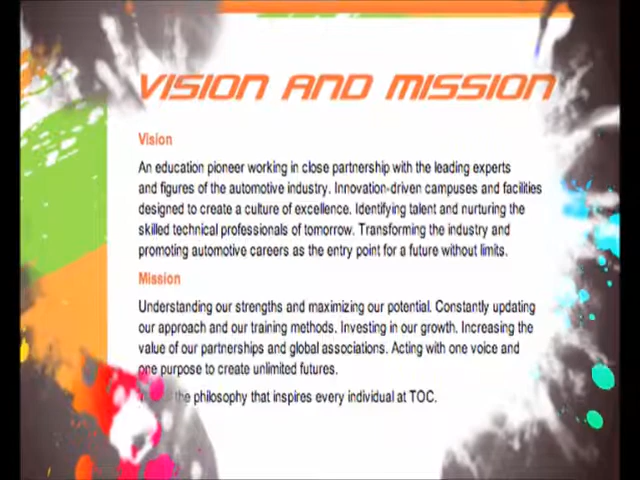 VISION AND MISSION
Vision
An education pioneer working in close partnership with the leading experts
and figures of the automotive industry. Innovation-driven campuses and facilities
designed to create a culture of excellence. Identifying talent and nurturing the
skilled technical professionals of tomorrow. Transforming the industry and
promoting automotive careers as the entry point for a future without limits.
Mission
Understanding our strengths and maximizing our potential. Constantly updating
our approach and our training methods. Investing in our growth. Increasing the
value of our partnerships and global associations. Acting with one voice and
one purpose to create unlimited futures.
the philosophy that inspires every individual at TOC.